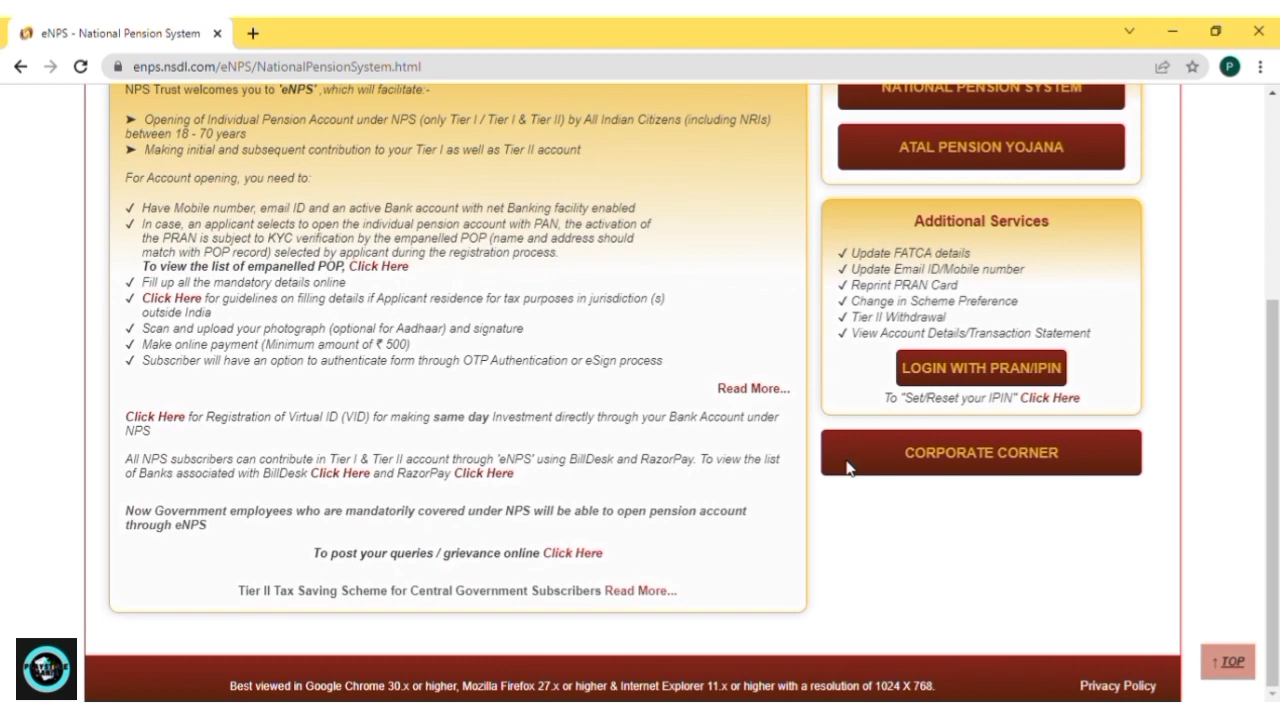 eNPS - National Pension System
enps.nsdl.com/eNPS/NationalPensionSystem.html
P
NPS Trust welcomes you to 'eNPS' ,which will facilitate:-
➤ Opening of Individual Pension Account under NPS (only Tier I / Tier I & Tier II) by All Indian Citizens (including NRIs)
between 18 - 70 years
➤ Making initial and subsequent contribution to your Tier I as well as Tier II account
For Account opening, you need to:
✓ Have Mobile number, email ID and an active Bank account with net Banking facility enabled
✓ In case, an applicant selects to open the individual pension account with PAN, the activation of
the PRAN is subject to KYC verification by the empanelled POP (name and address should
match with POP record) selected by applicant during the registration process.
To view the list of empanelled POP, Click Here
✓ Fill up all the mandatory details online
✓ Click Here for guidelines on filling details if Applicant residence for tax purposes in jurisdiction (s)
outside India
✓ Scan and upload your photograph (optional for Aadhaar) and signature
✓ Make online payment (Minimum amount of ₹ 500)
✓ Subscriber will have an option to authenticate form through OTP Authentication or eSign process
Read More...
Click Here for Registration of Virtual ID (VID) for making same day Investment directly through your Bank Account under
NPS
All NPS subscribers can contribute in Tier I & Tier II account through 'eNPS' using BillDesk and RazorPay. To view the list
of Banks associated with BillDesk Click Here and RazorPay Click Here
Now Government employees who are mandatorily covered under NPS will be able to open pension account
through eNPS
To post your queries / grievance online Click Here
Tier II Tax Saving Scheme for Central Government Subscribers Read More...
NATIONAL PENSION SYSTEM
ATAL PENSION YOJANA
Additional Services
✓ Update FATCA details
✓ Update Email ID/Mobile number
✓ Reprint PRAN Card
✓ Change in Scheme Preference
✓ Tier II Withdrawal
✓ View Account Details/Transaction Statement
LOGIN WITH PRAN/IPIN
To "Set/Reset your IPIN" Click Here
CORPORATE CORNER
↑ TOP
Best viewed in Google Chrome 30.x or higher, Mozilla Firefox 27.x or higher & Internet Explorer 11.x or higher with a resolution of 1024 X 768.
Privacy Policy